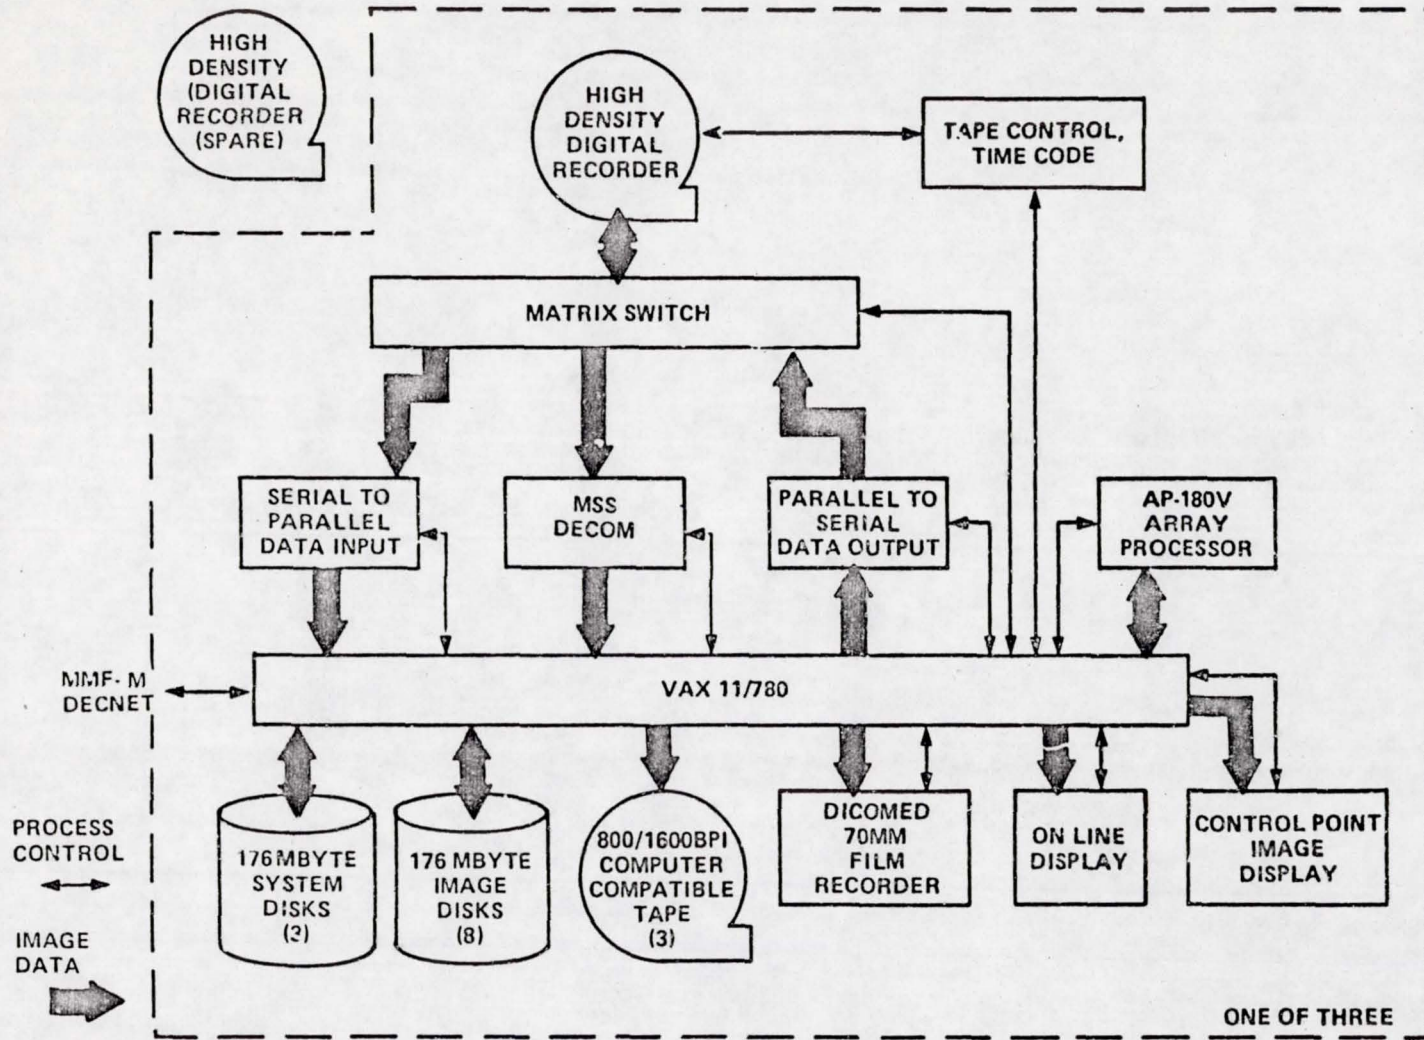 HIGH
DENSITY
(DIGITAL
RECORDER
(SPARE)
HIGH
DENSITY
DIGITAL
RECORDER
TAPE CONTROL,
TIME CODE
MATRIX SWITCH
SERIAL TO
PARALLEL
DATA INPUT
MSS
DECOM
PARALLEL TO
SERIAL
DATA OUTPUT
AP-180V
ARRAY
PROCESSOR
MMF-M
DECNET
VAX 11/780
PROCESS
CONTROL
IMAGE
DATA
176 MBYTE
SYSTEM
DISKS
(3)
176 MBYTE
IMAGE
DISKS
(8)
800/1600BPI
COMPUTER
COMPATIBLE
TAPE
(3)
DICOMED
70MM
FILM
RECORDER
ON LINE
DISPLAY
CONTROL POINT
IMAGE
DISPLAY
ONE OF THREE